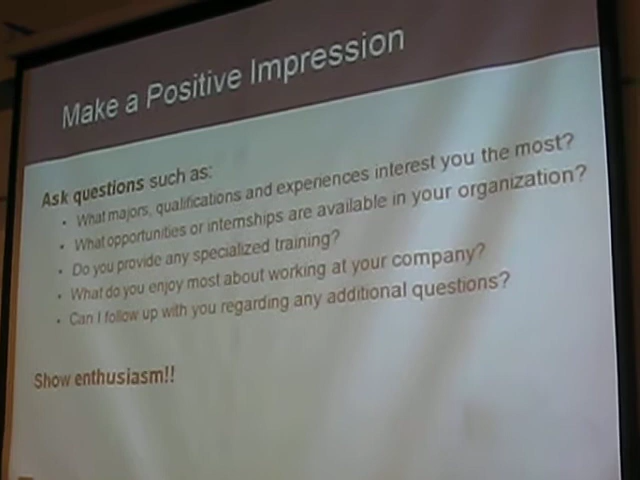 Make a Positive Impression
Ask questions such as:
• What majors, qualifications and experiences interest you the most?
• What opportunities or internships are available in your organization?
• Do you provide any specialized training?
• What do you enjoy most about working at your company?
• Can I follow up with you regarding any additional questions?
Show enthusiasm!!